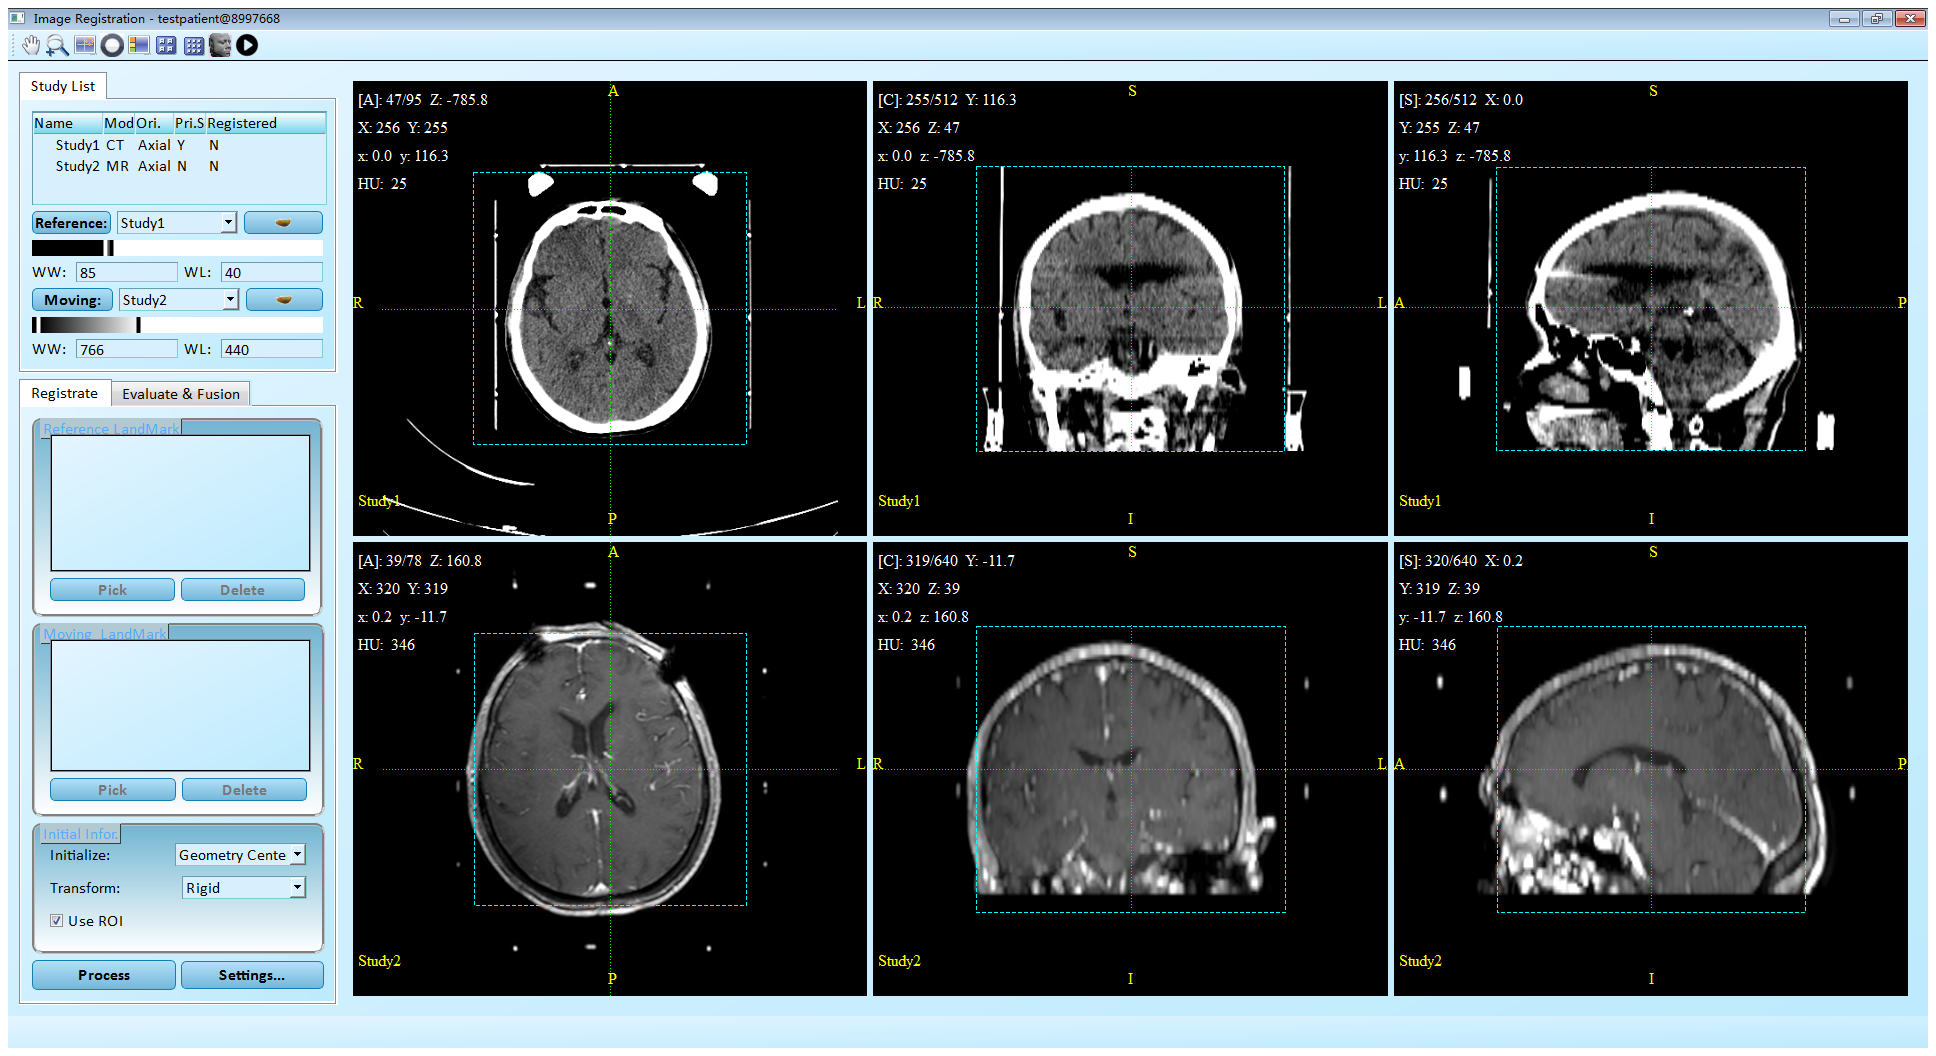 Image Registration - testpatient@8997668
Study List
Name Mod Ori. Pri.S Registered
Study1 CT Axial Y N
Study2 MR Axial N N
Reference: Study1
WW: 85 WL: 40
Moving: Study2
WW: 766 WL: 440
Registrate Evaluate & Fusion
Reference LandMark
Pick Delete
Moving LandMark
Pick Delete
Initial Infor.
Initialize: Geometry Cente
Transform: Rigid
Use ROI
Process Settings...
A
[A]: 47/95 Z: -785.8
X: 256 Y: 255
x: 0.0 y: 116.3
HU: 25
R L
Study1
P
S
[C]: 255/512 Y: 116.3
X: 256 Z: 47
x: 0.0 z: -785.8
HU: 25
R L
Study1
I
S
[S]: 256/512 X: 0.0
Y: 255 Z: 47
y: 116.3 z: -785.8
HU: 25
A P
Study1
I
A
[A]: 39/78 Z: 160.8
X: 320 Y: 319
x: 0.2 y: -11.7
HU: 346
R L
Study2
P
S
[C]: 319/640 Y: -11.7
X: 320 Z: 39
x: 0.2 z: 160.8
HU: 346
R L
Study2
I
S
[S]: 320/640 X: 0.2
Y: 319 Z: 39
y: -11.7 z: 160.8
HU: 346
A P
Study2
I